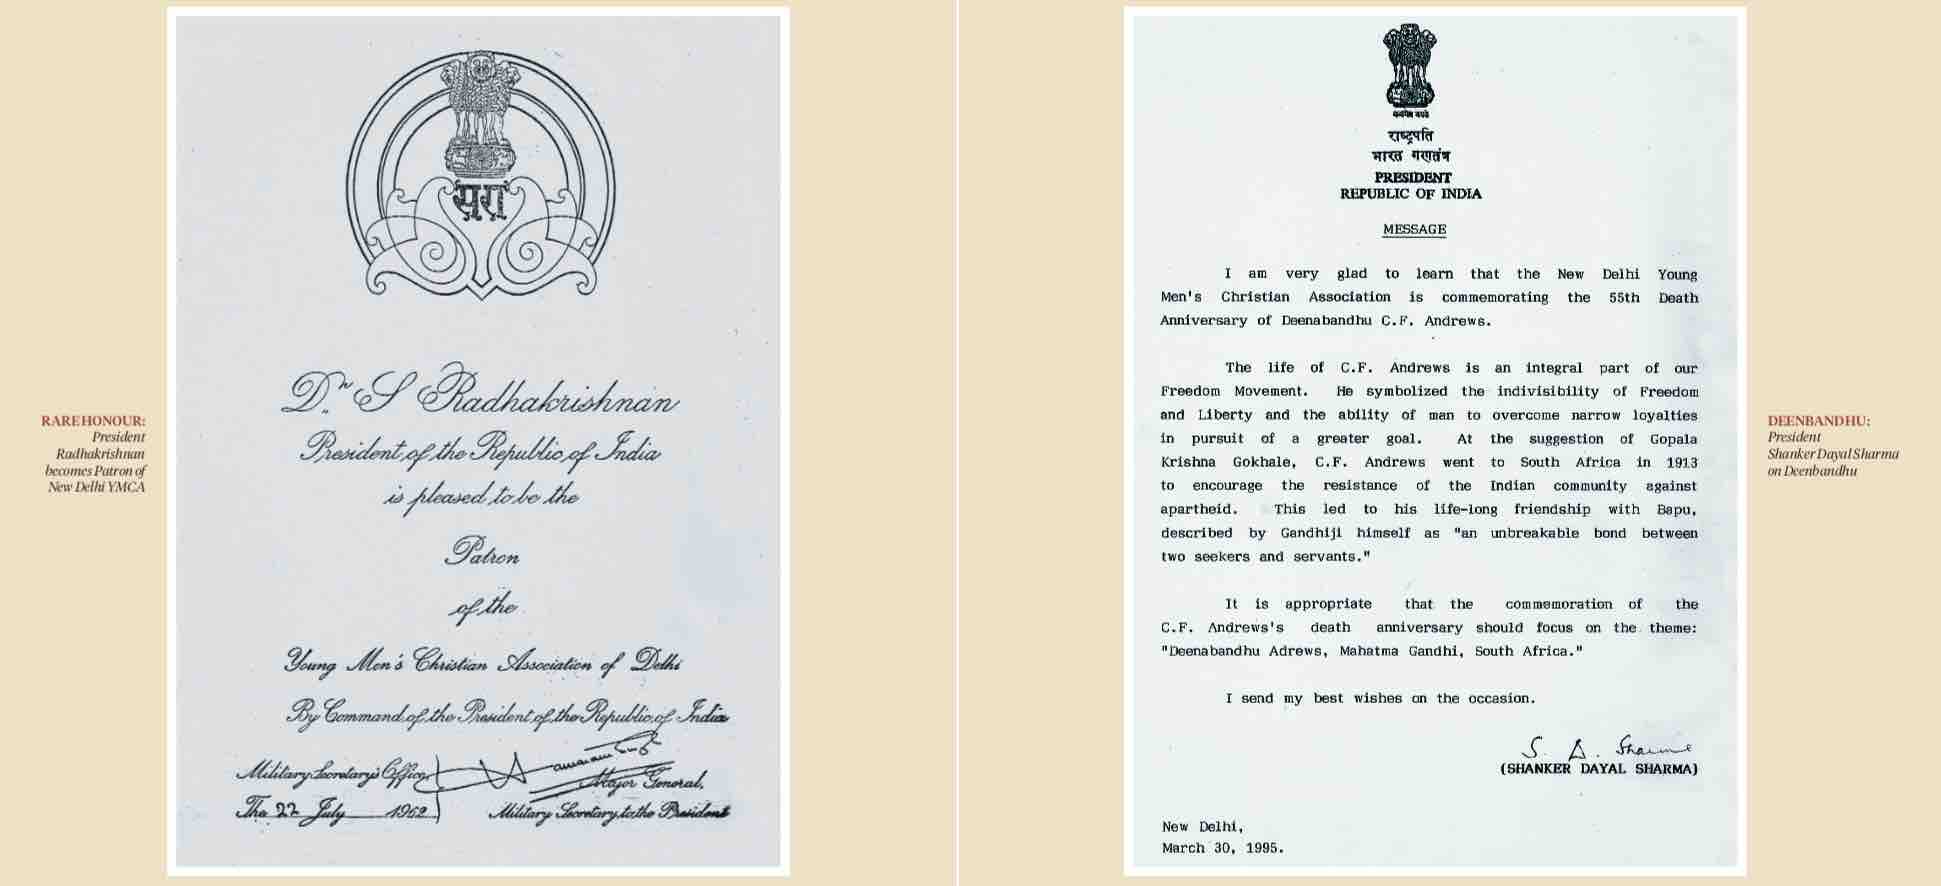 RARE HONOUR:
President
Radhakrishnan
becomes Patron of
New Delhi YMCA
Dr. S Radhakrishnan
President of the Republic of India
is pleased to be the
Patron
of the
Young Men's Christian Association of Delhi
By Command of the President of the Republic of India
Military Secretary's Office
Major General,
The 22 July 1962
Military Secretary to the President
सत्यमेव जयते
राष्ट्रपति
भारत गणतंत्र
PRESIDENT
REPUBLIC OF INDIA
MESSAGE
I am very glad to learn that the New Delhi Young
Men's Christian Association is commemorating the 55th Death
Anniversary of Deenabandhu C.F. Andrews.
The life of C.F. Andrews is an integral part of our
Freedom Movement. He symbolized the indivisibility of Freedom
and Liberty and the ability of man to overcome narrow loyalties
in pursuit of a greater goal. At the suggestion of Gopala
Krishna Gokhale, C.F. Andrews went to South Africa in 1913
to encourage the resistance of the Indian community against
apartheid. This led to his life-long friendship with Bapu,
described by Gandhiji himself as "an unbreakable bond between
two seekers and servants."
It is appropriate that the commemoration of the
C.F. Andrews's death anniversary should focus on the theme:
"Deenabandhu Adrews, Mahatma Gandhi, South Africa."
I send my best wishes on the occasion.
S. D. Sharma
(SHANKER DAYAL SHARMA)
New Delhi,
March 30, 1995.
DEENBANDHU:
President
Shanker Dayal Sharma
on Deenbandhu